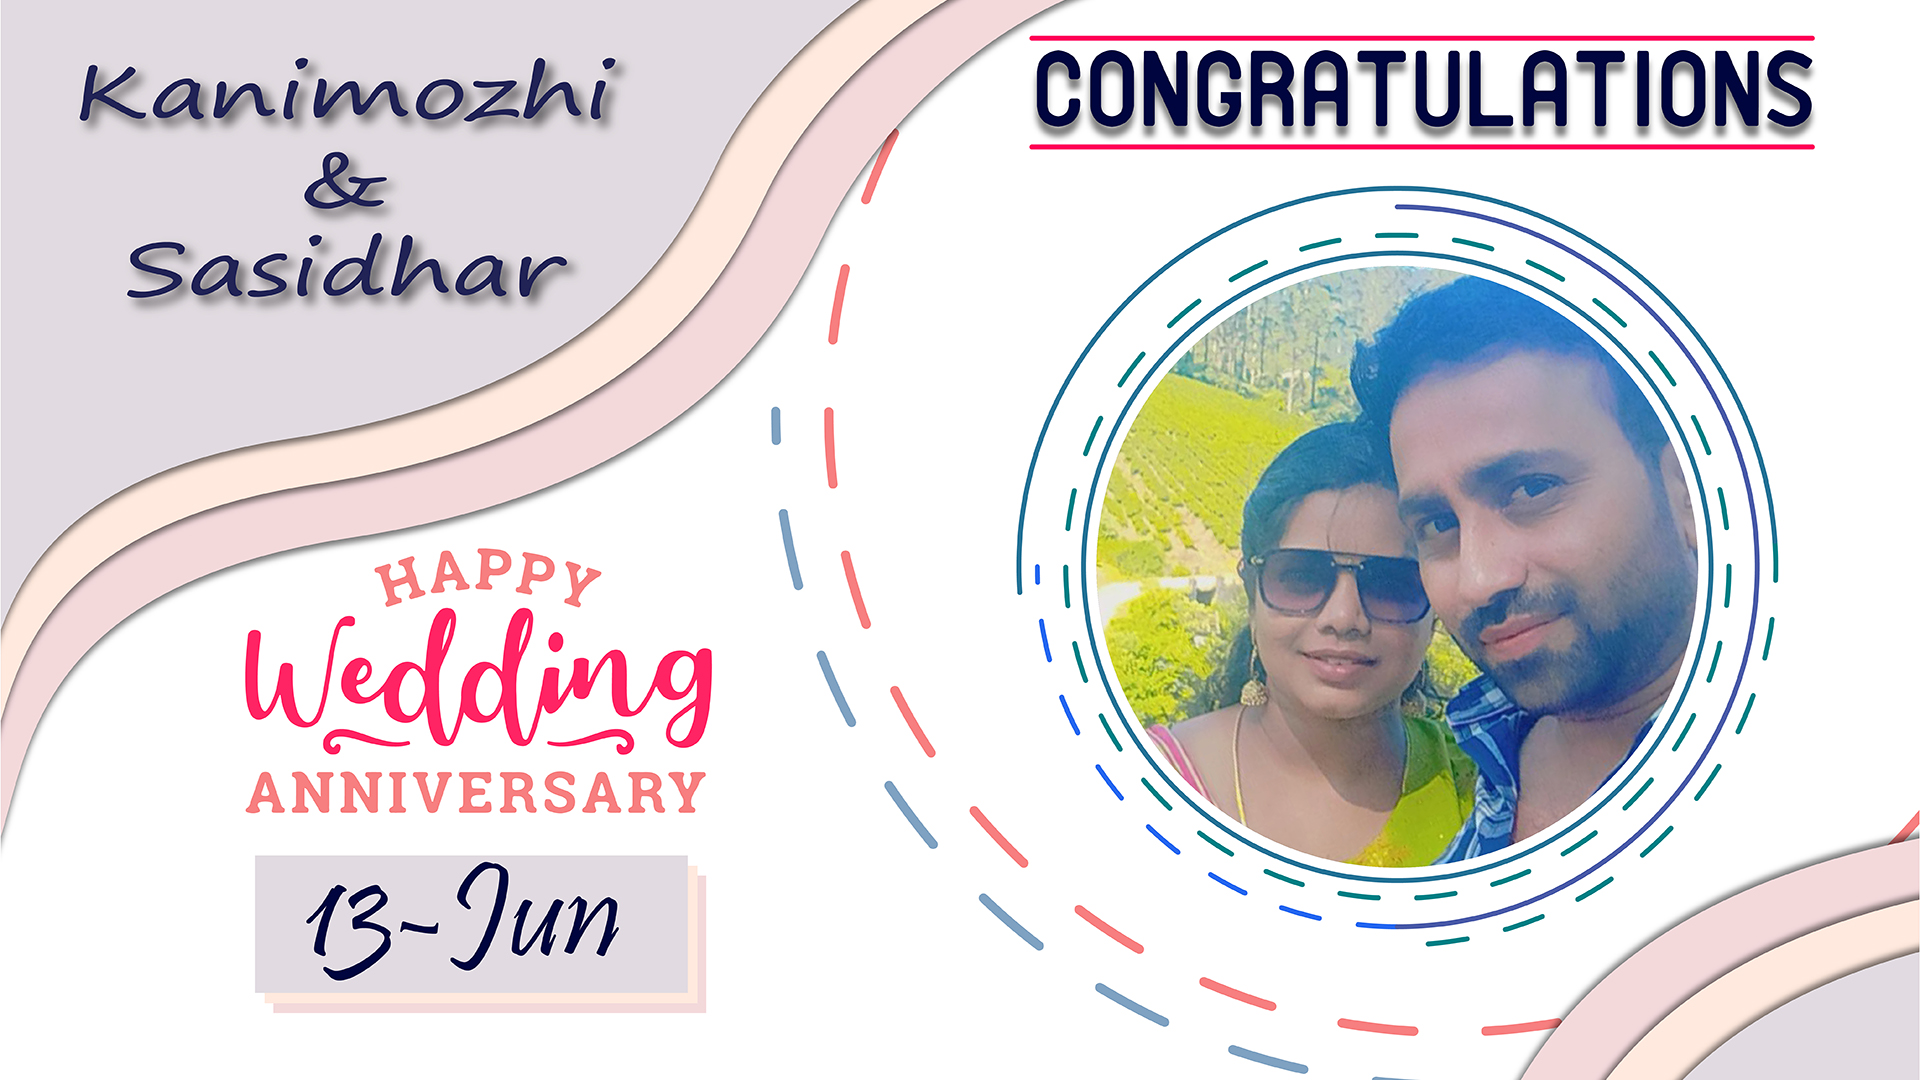 Kanimozhi
&
Sasidhar
CONGRATULATIONS
HAPPY
Wedding
ANNIVERSARY
13-Jun